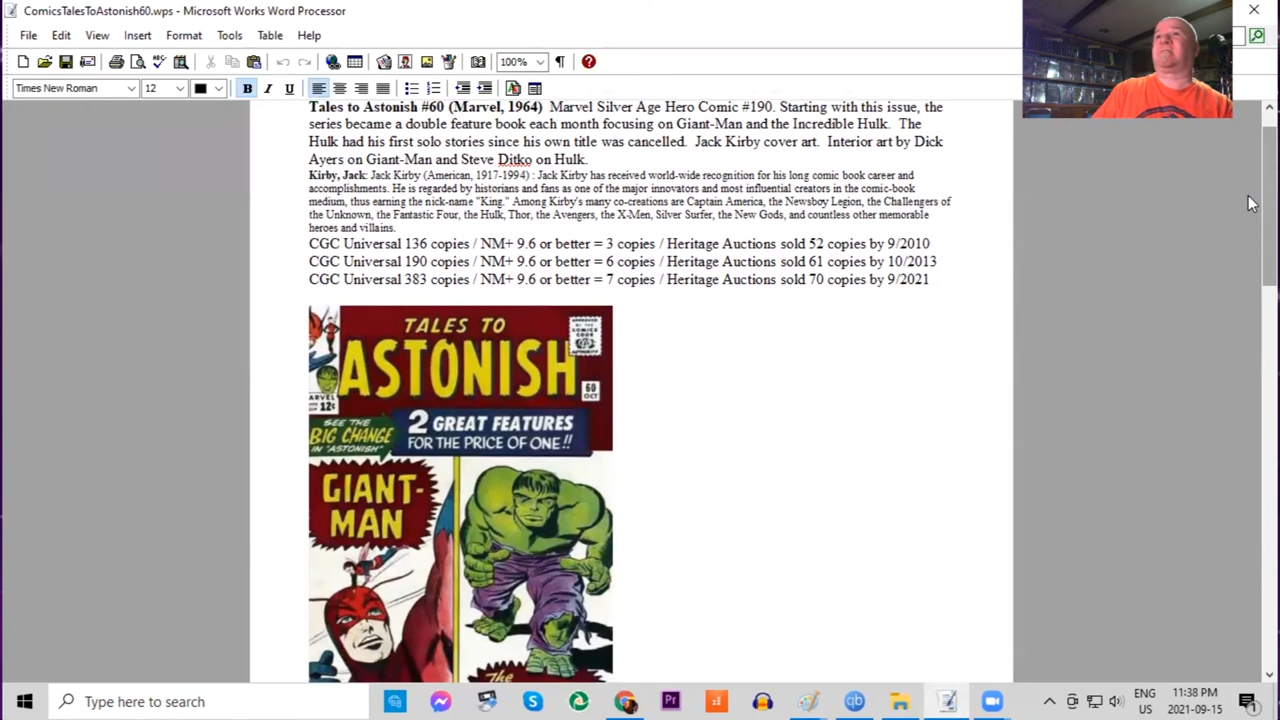 ComicsTalesToAstonish60.wps - Microsoft Works Word Processor
File Edit View Insert Format Tools Table Help
100%
Times New Roman 12 B I U
Tales to Astonish #60 (Marvel, 1964) Marvel Silver Age Hero Comic #190. Starting with this issue, the
series became a double feature book each month focusing on Giant-Man and the Incredible Hulk. The
Hulk had his first solo stories since his own title was cancelled. Jack Kirby cover art. Interior art by Dick
Ayers on Giant-Man and Steve Ditko on Hulk.
Kirby, Jack: Jack Kirby (American, 1917-1994) : Jack Kirby has received world-wide recognition for his long comic book career and
accomplishments. He is regarded by historians and fans as one of the major innovators and most influential creators in the comic-book
medium, thus earning the nick-name "King." Among Kirby's many co-creations are Captain America, the Newsboy Legion, the Challengers of
the Unknown, the Fantastic Four, the Hulk, Thor, the Avengers, the X-Men, Silver Surfer, the New Gods, and countless other memorable
heroes and villains.
CGC Universal 136 copies / NM+ 9.6 or better = 3 copies / Heritage Auctions sold 52 copies by 9/2010
CGC Universal 190 copies / NM+ 9.6 or better = 6 copies / Heritage Auctions sold 61 copies by 10/2013
CGC Universal 383 copies / NM+ 9.6 or better = 7 copies / Heritage Auctions sold 70 copies by 9/2021
TALES TO
ASTONISH
APPROVED
BY THE
COMICS
CODE
AUTHORITY
60
OCT
MARVEL
12¢
SEE THE
BIG CHANGE
IN "ASTONISH"
2 GREAT FEATURES
FOR THE PRICE OF ONE!!
GIANT-
MAN
The
Type here to search
Pr
qb
ENG
US
11:38 PM
2021-09-15
1